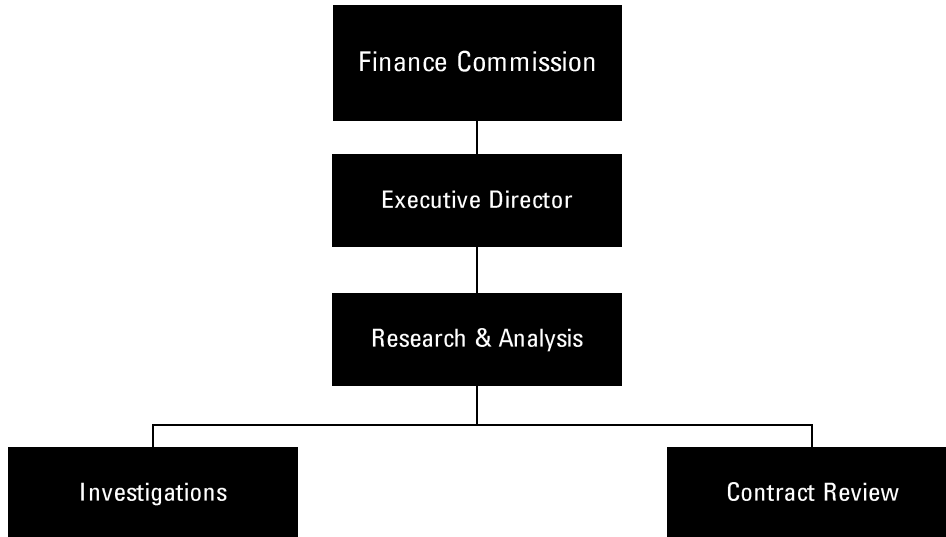 Finance Commission
Executive Director
Research & Analysis
Investigations
Contract Review